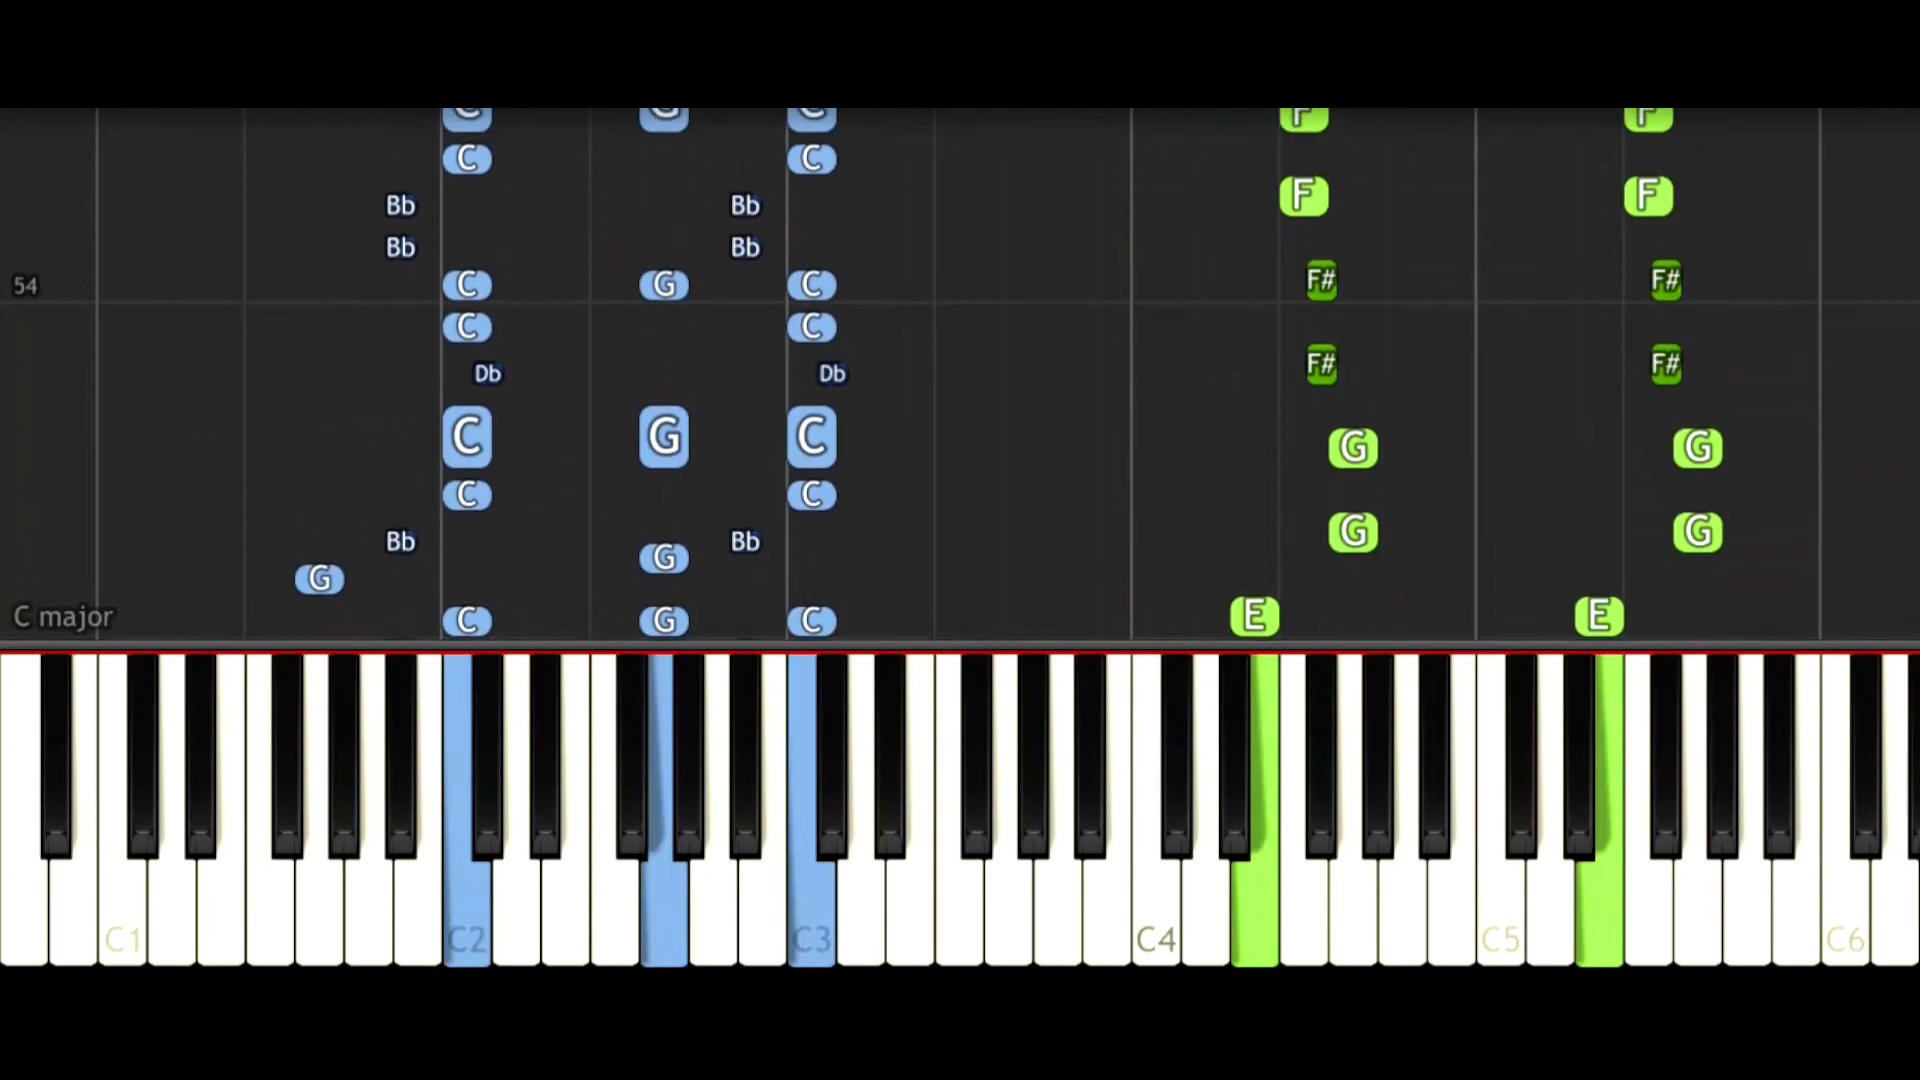 C G C F F
C C
Bb Bb F F
Bb Bb
54 C G C F# F#
C C
Db Db F# F#
C G C G G
C C
Bb Bb G G
G G
C major C G C E E
C1 C2 C3 C4 C5 C6